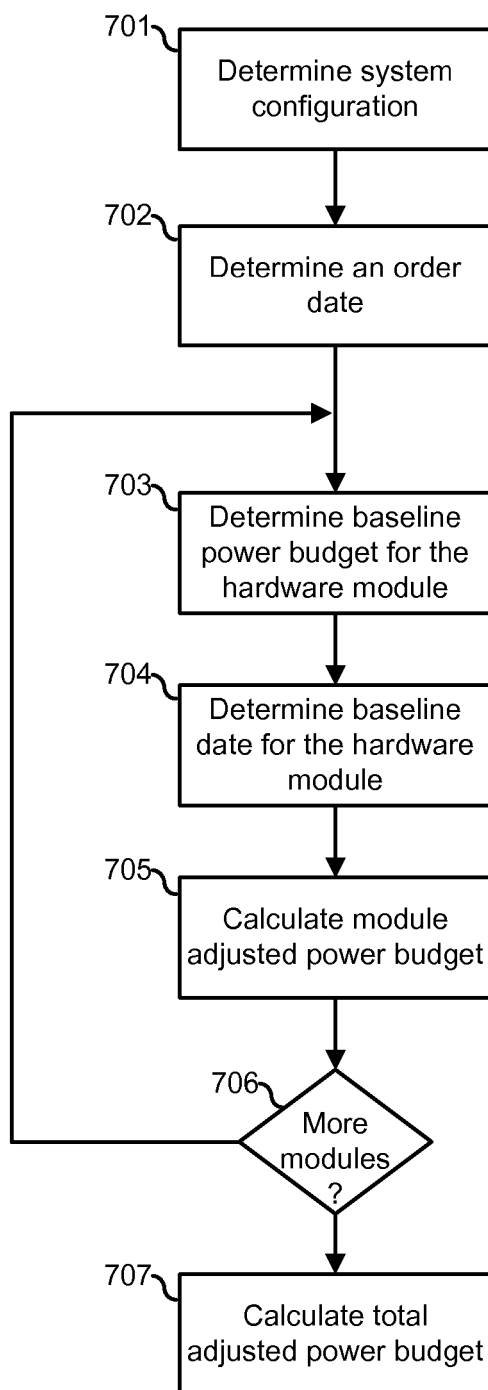 701
Determine system
configuration
702
Determine an order
date
703
Determine baseline
power budget for the
hardware module
704
Determine baseline
date for the hardware
module
705
Calculate module
adjusted power budget
706
More
modules
?
707
Calculate total
adjusted power budget